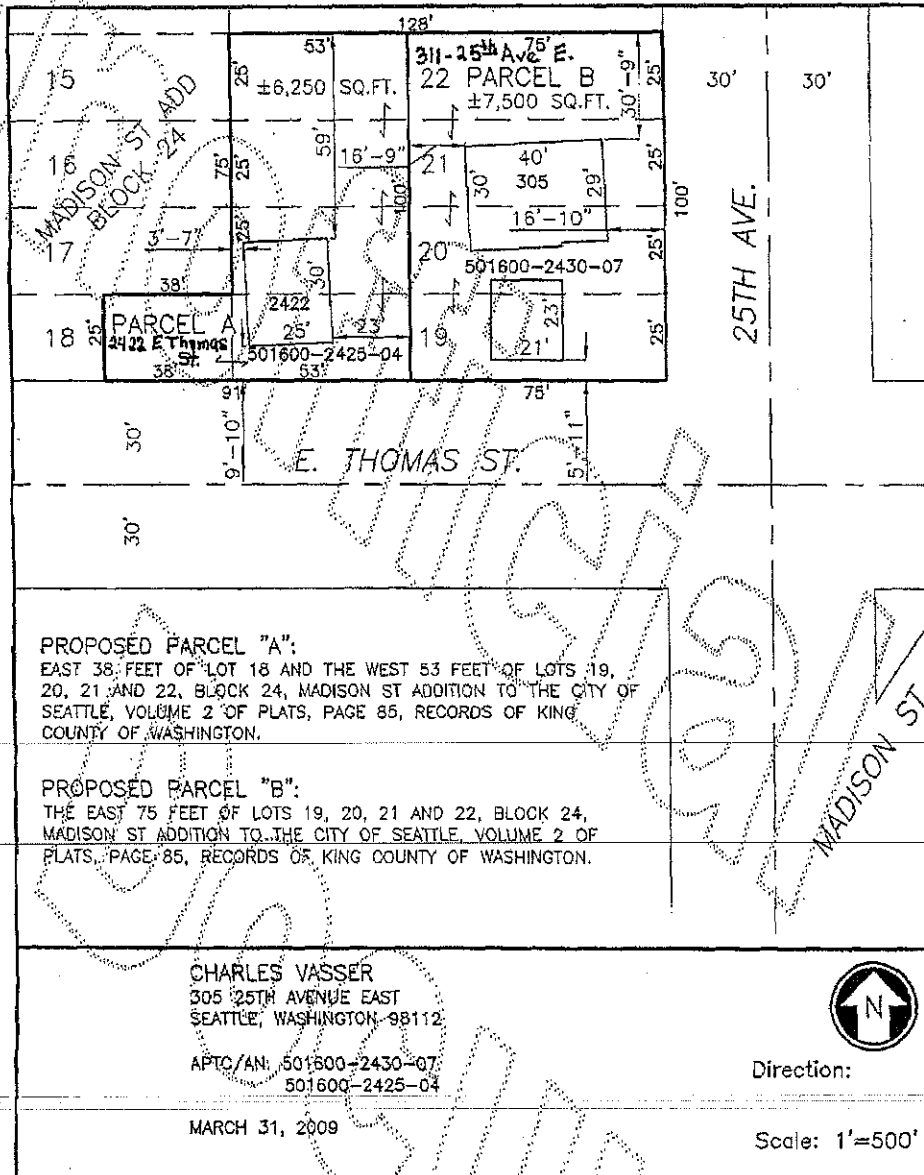 128'
53'
311-25th Ave E.
75'
15
25'
±6,250 SQ.FT.
22 PARCEL B
±7,500 SQ.FT.
30'-9"
25'
30'
30'
MADISON ST ADD
BLOCK 24
16
75'
25'
59'
16'-9"
100'
21
40'
305
30'
29'
25'
100'
16'-10"
25TH AVE.
17
3'-7"
25'
30'
20
25'
501600-2430-07
38'
2422
18
25'
PARCEL A
2422 E Thomas
St.
25'
23'
19
23'
21'
25'
501600-2425-04
38'
53'
91'
75'
30'
9'-10"
E. THOMAS ST.
5'-11"
30'
PROPOSED PARCEL "A":
EAST 38 FEET OF LOT 18 AND THE WEST 53 FEET OF LOTS 19,
20, 21 AND 22, BLOCK 24, MADISON ST ADDITION TO THE CITY OF
SEATTLE, VOLUME 2 OF PLATS, PAGE 85, RECORDS OF KING
COUNTY OF WASHINGTON.
PROPOSED PARCEL "B":
THE EAST 75 FEET OF LOTS 19, 20, 21 AND 22, BLOCK 24,
MADISON ST ADDITION TO THE CITY OF SEATTLE, VOLUME 2 OF
PLATS, PAGE 85, RECORDS OF KING COUNTY OF WASHINGTON.
MADISON ST
CHARLES VASSER
305 25TH AVENUE EAST
SEATTLE, WASHINGTON 98112
APTC/AN: 501600-2430-07
501600-2425-04
MARCH 31, 2009
N
Direction:
Scale: 1'=500'